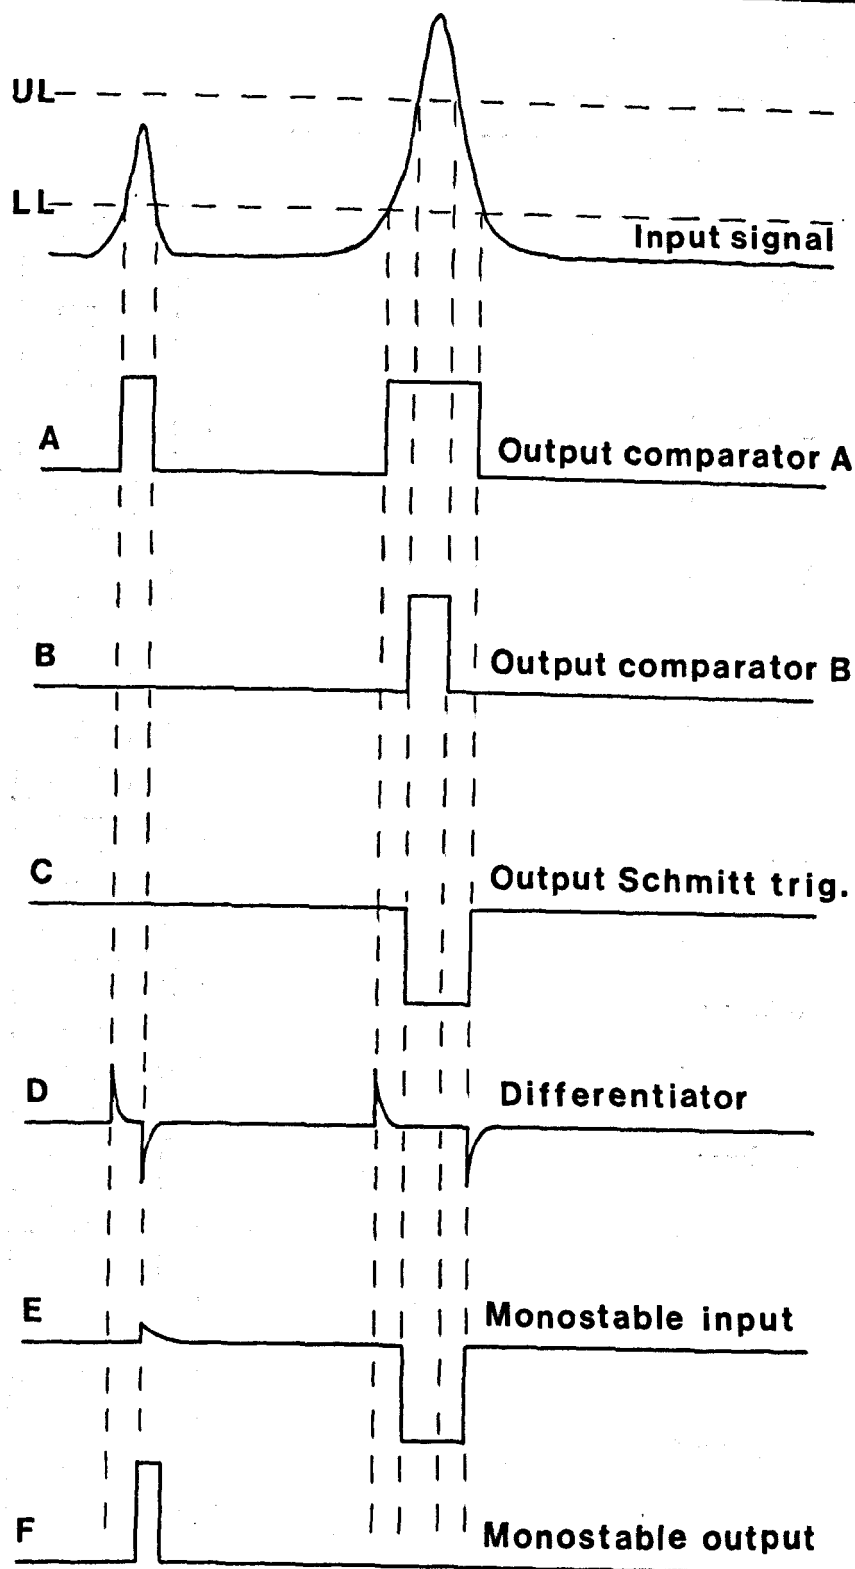 UL
LL
Input signal
A
Output comparator A
B
Output comparator B
C
Output Schmitt trig.
D
Differentiator
E
Monostable input
F
Monostable output